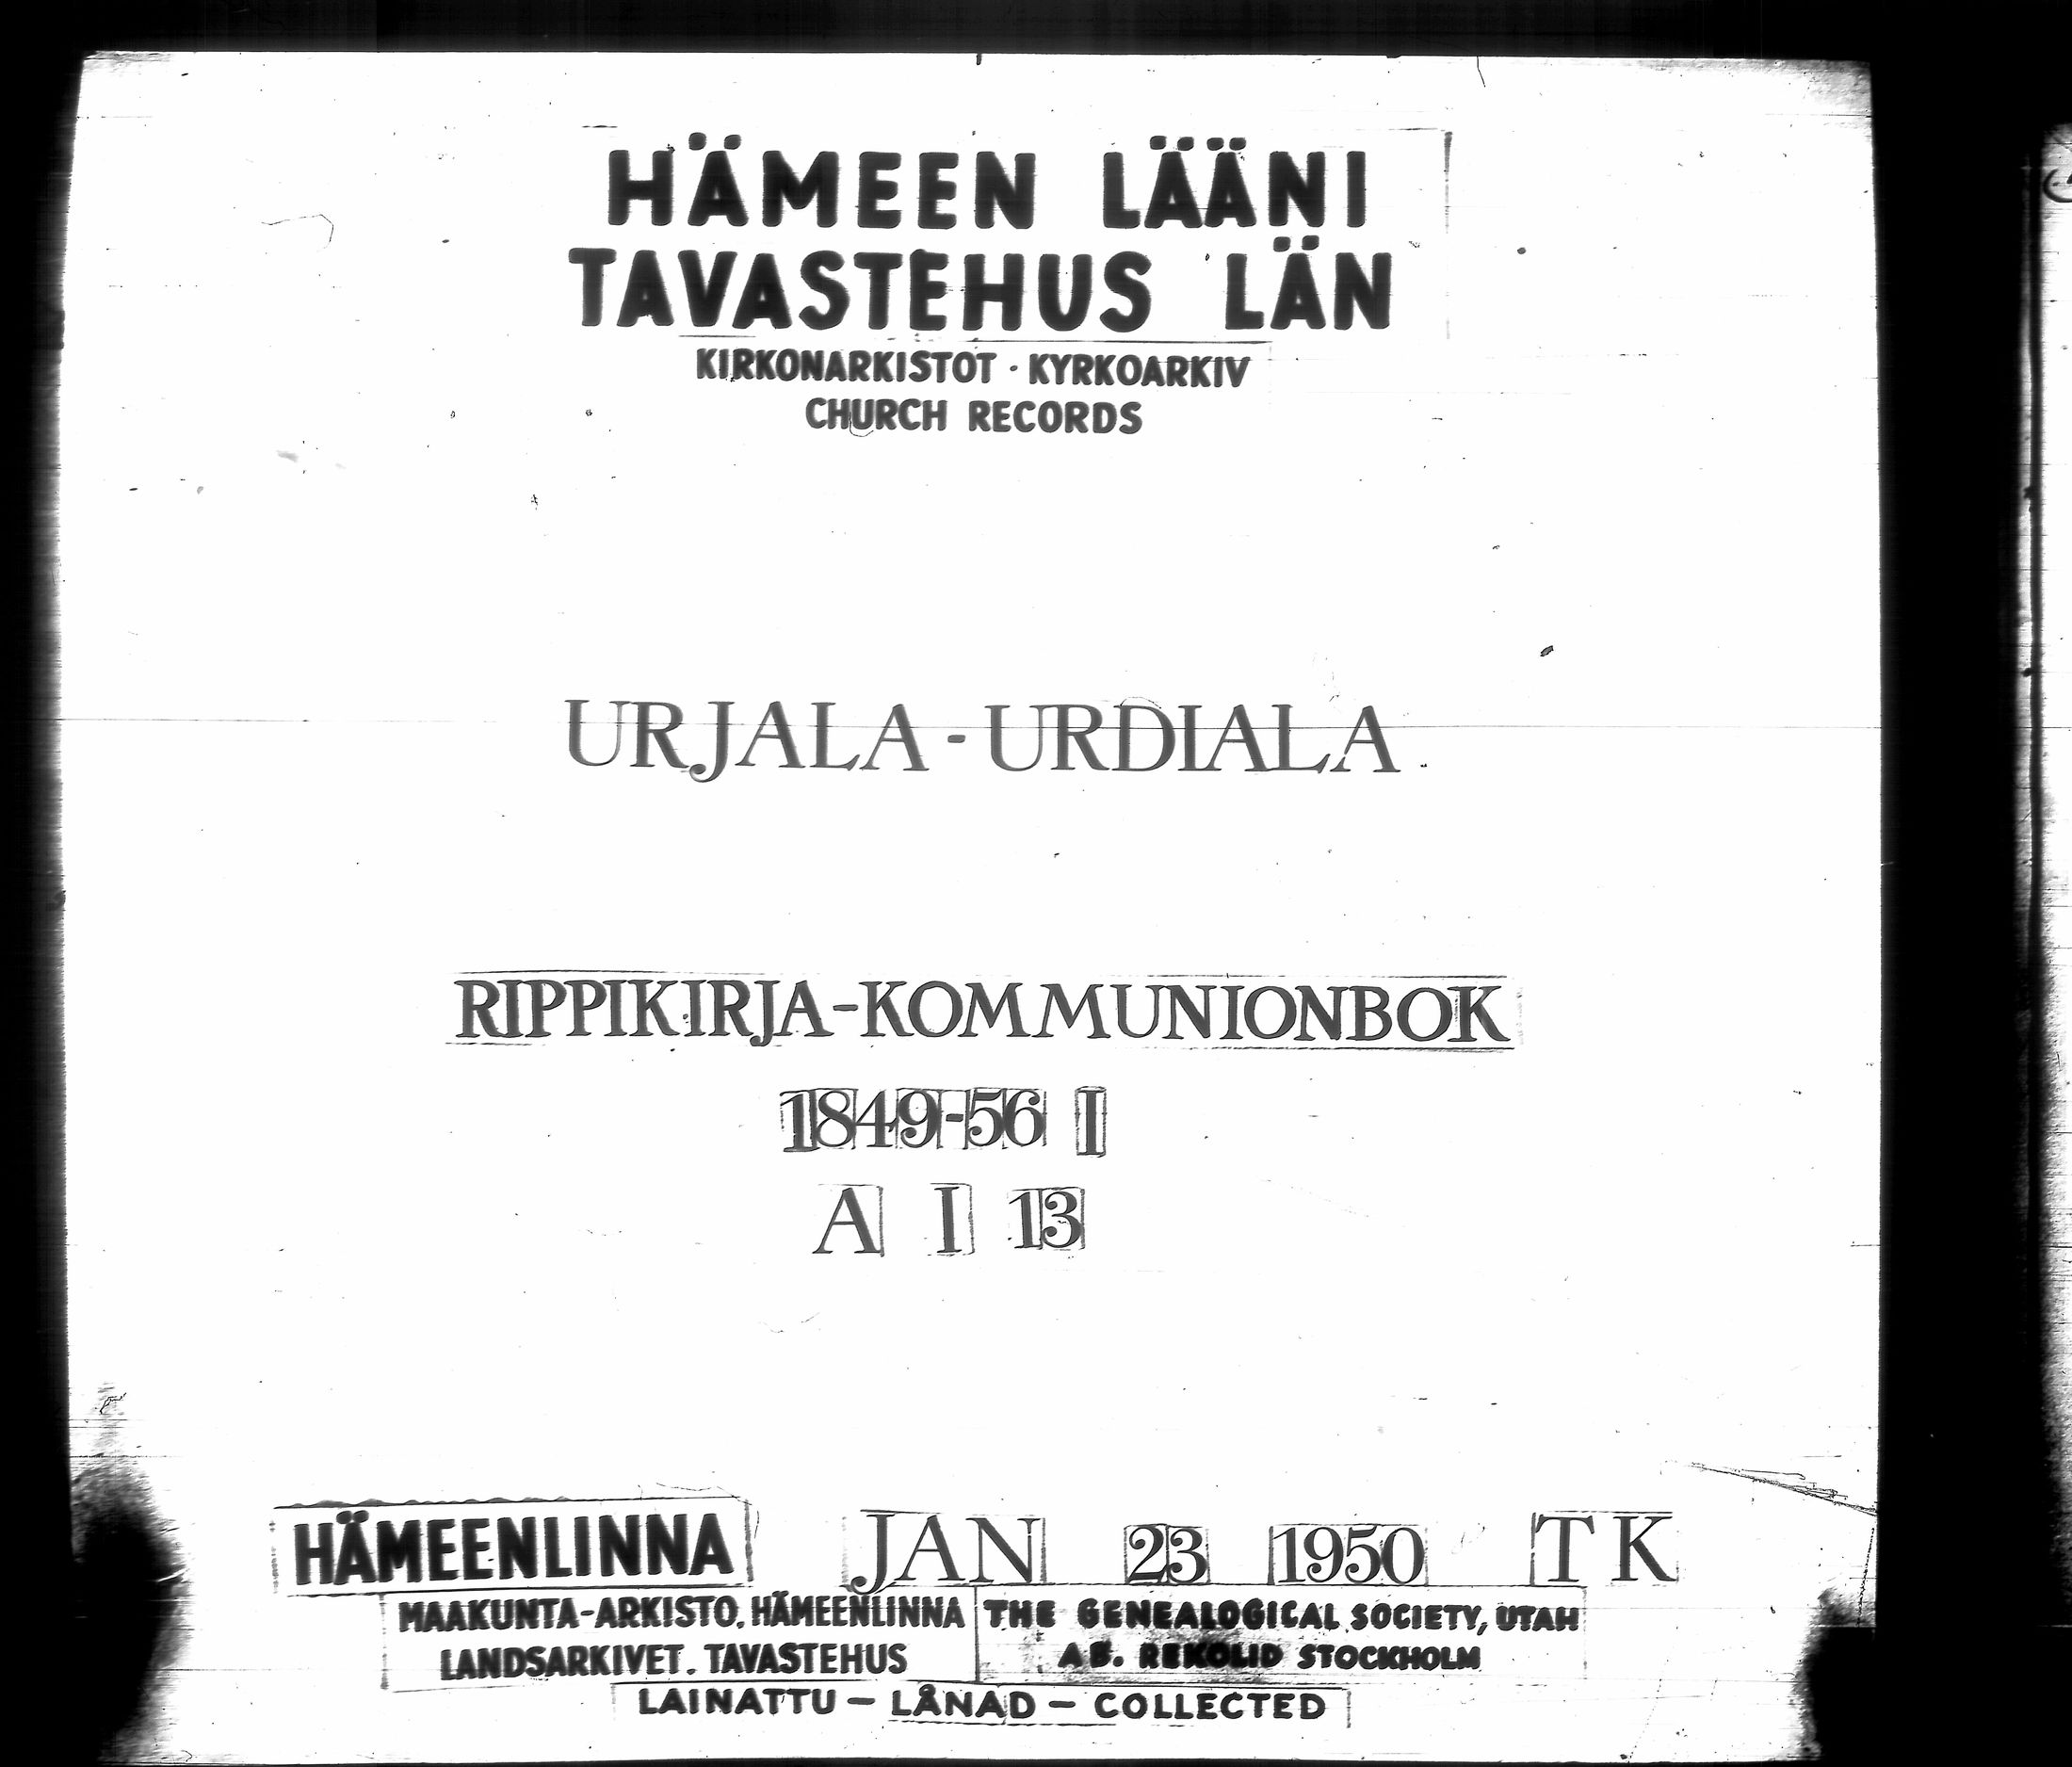 HÄMEEN LÄÄNI
TAVASTEHUS LÄN
KIRKONARKISTOT · KYRKOARKIV
CHURCH RECORDS
URJALA - URDIALA
RIPPIKIRJA-KOMMUNIONBOK
1849-56 I
A I 13
HÄMEENLINNA JAN 23 1950 TK
MAAKUNTA-ARKISTO. HÄMEENLINNA
LANDSARKIVET. TAVASTEHUS
THE GENEALOGICAL SOCIETY, UTAH
AB. REKOLID STOCKHOLM
LAINATTU - LÅNAD - COLLECTED